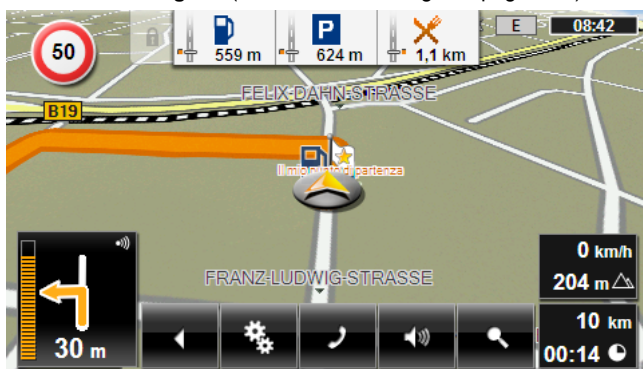 50
559 m
P
624 m
1,1 km
E
08:42
FELIX-DAHN-STRASSE
B19
Il mio punto di partenza
FRANZ-LUDWIG-STRASSE
0 km/h
204 m
30 m
10 km
00:14